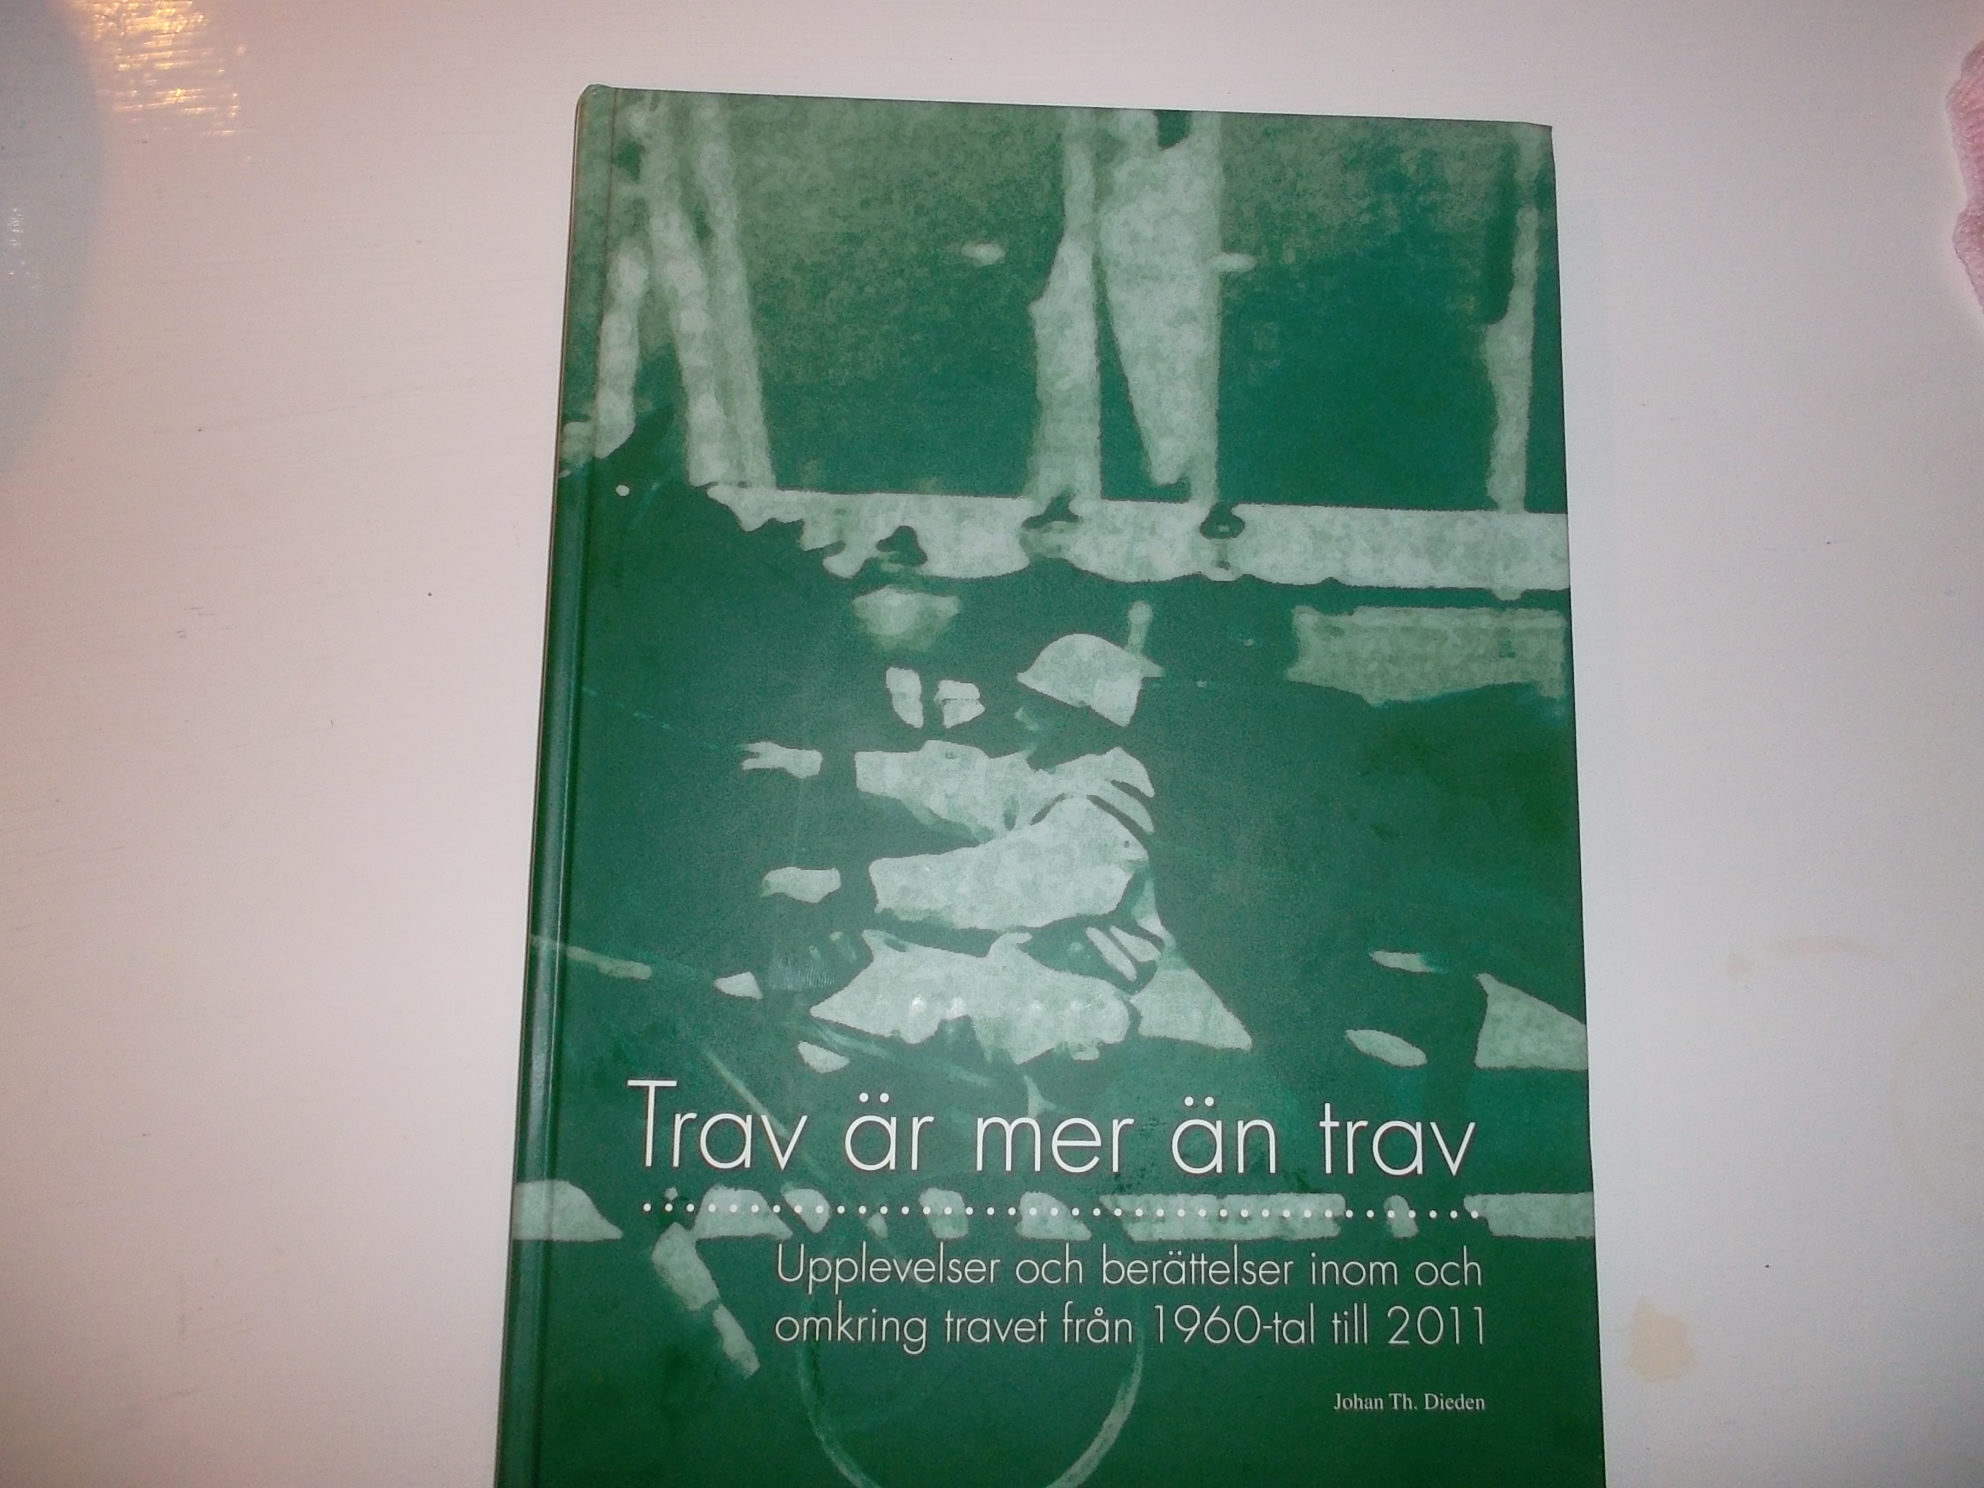 Trav är mer än trav
Upplevelser och berättelser inom och
omkring travet från 1960-tal till 2011
Johan Th. Dieden